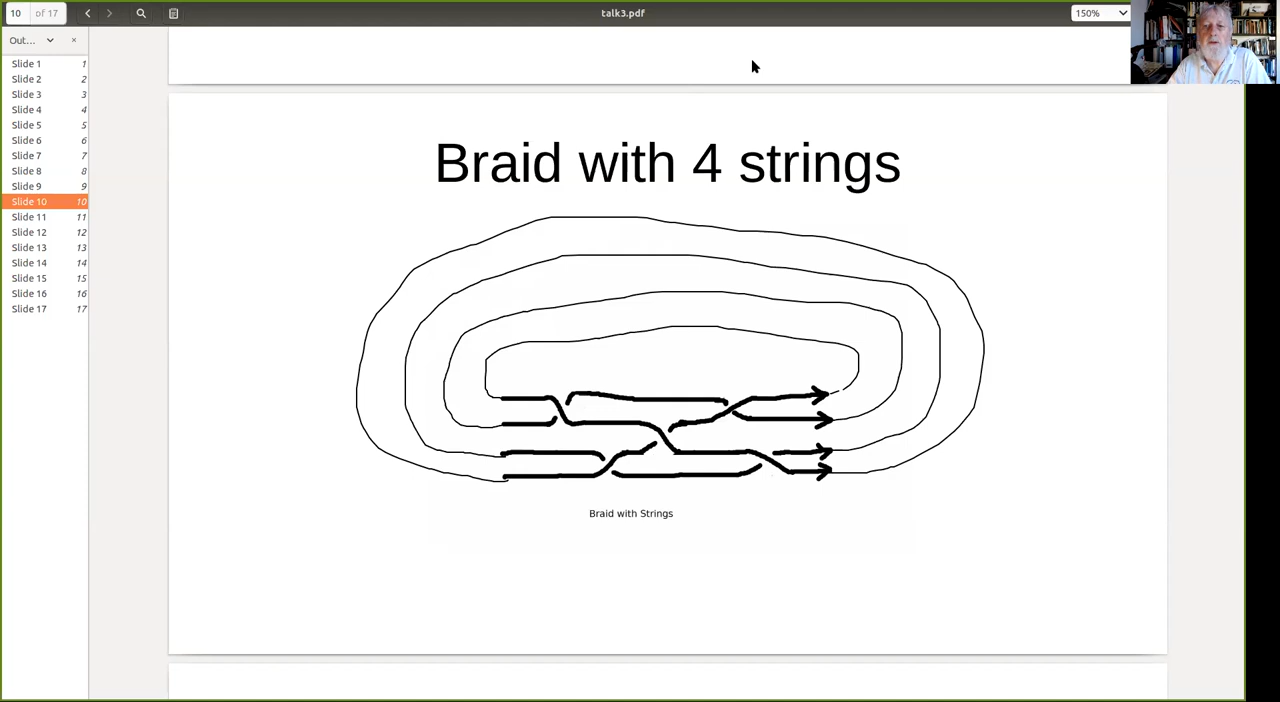 10 of 17
talk3.pdf
150%
Out...
Slide 1 1
Slide 2 2
Slide 3 3
Slide 4 4
Slide 5 5
Slide 6 6
Slide 7 7
Slide 8 8
Slide 9 9
Slide 10 10
Slide 11 11
Slide 12 12
Slide 13 13
Slide 14 14
Slide 15 15
Slide 16 16
Slide 17 17
Braid with 4 strings
Braid with Strings